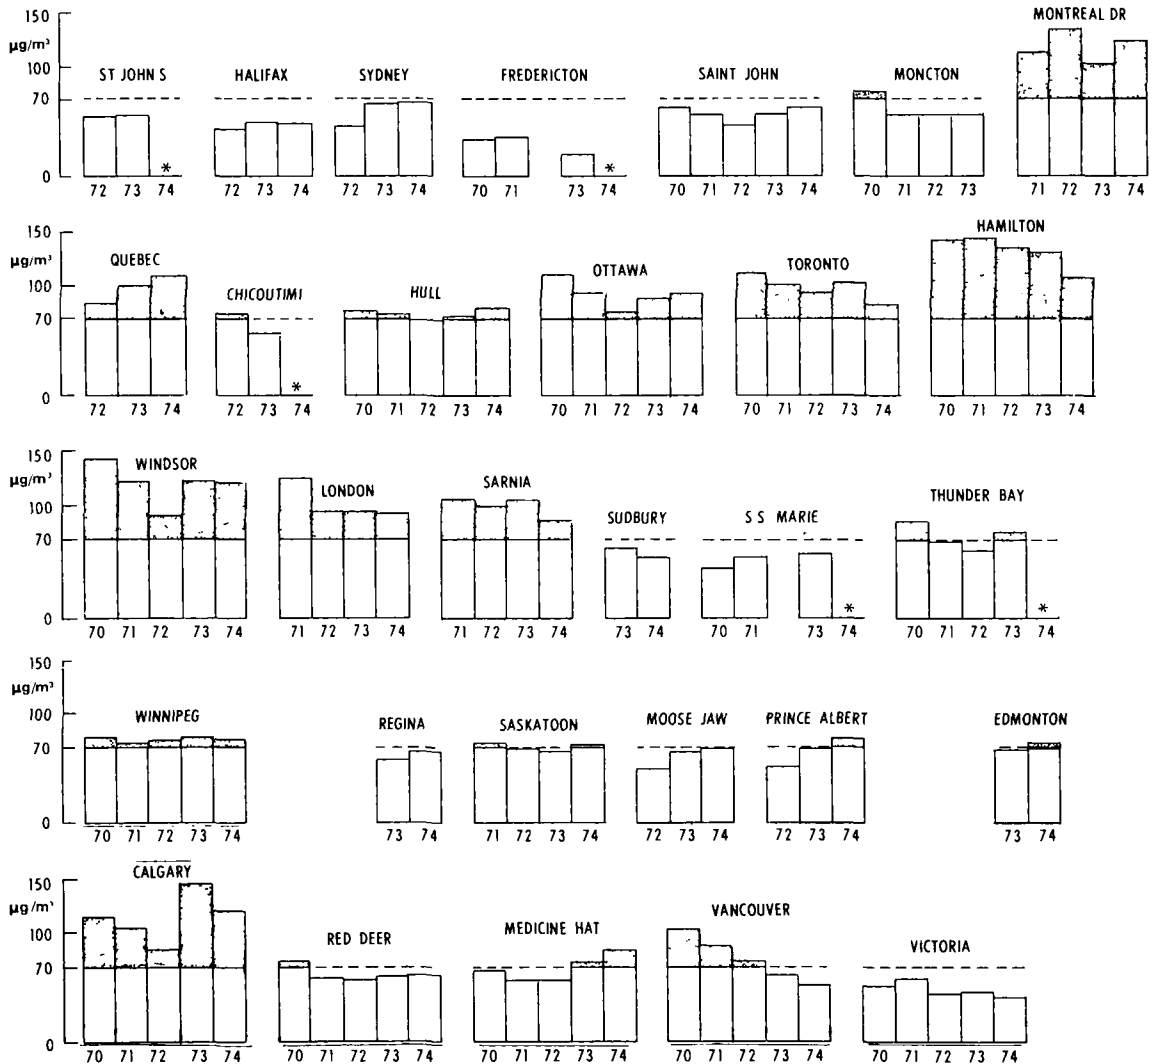 150
µg/m³
100
70
0
ST JOHN S
72 73 74
*
HALIFAX
72 73 74
SYDNEY
72 73 74
FREDERICTON
70 71 73 74
*
SAINT JOHN
70 71 72 73 74
MONCTON
70 71 72 73
MONTREAL DR
71 72 73 74
150
µg/m³
100
70
0
QUEBEC
72 73 74
CHICOUTIMI
72 73 74
*
HULL
70 71 72 73 74
OTTAWA
70 71 72 73 74
TORONTO
70 71 72 73 74
HAMILTON
70 71 72 73 74
150
µg/m³
100
70
0
WINDSOR
70 71 72 73 74
LONDON
71 72 73 74
SARNIA
71 72 73 74
SUDBURY
73 74
S S MARIE
70 71 73 74
*
THUNDER BAY
70 71 72 73 74
*
150
µg/m³
100
70
0
WINNIPEG
70 71 72 73 74
REGINA
73 74
SASKATOON
71 72 73 74
MOOSE JAW
72 73 74
PRINCE ALBERT
72 73 74
EDMONTON
73 74
150
µg/m³
100
70
0
CALGARY
70 71 72 73 74
RED DEER
70 71 72 73 74
MEDICINE HAT
70 71 72 73 74
VANCOUVER
70 71 72 73 74
VICTORIA
70 71 72 73 74